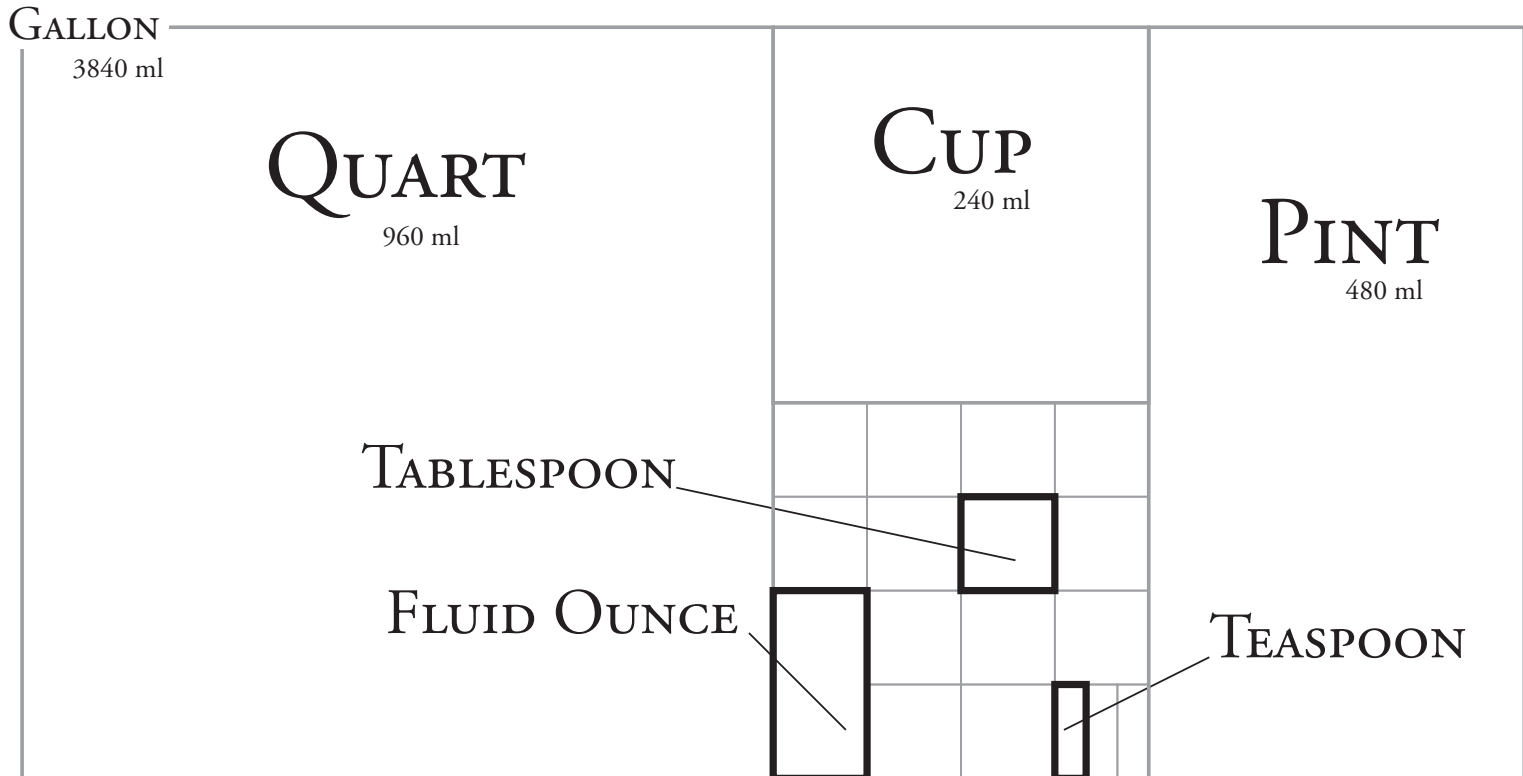 Gallon
3840 ml
Quart
960 ml
Cup
240 ml
Pint
480 ml
Tablespoon
Fluid Ounce
Teaspoon